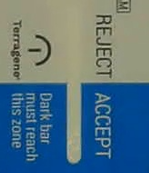 REJECT ACCEPT
Terragene
Dark bar
must reach
this zone